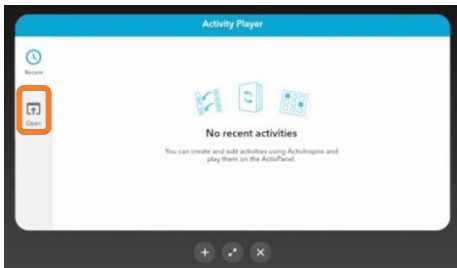 Activity Player
Recent
Open
No recent activities
You can create and edit activities using ActivInspire and
play them on the ActivPanel.